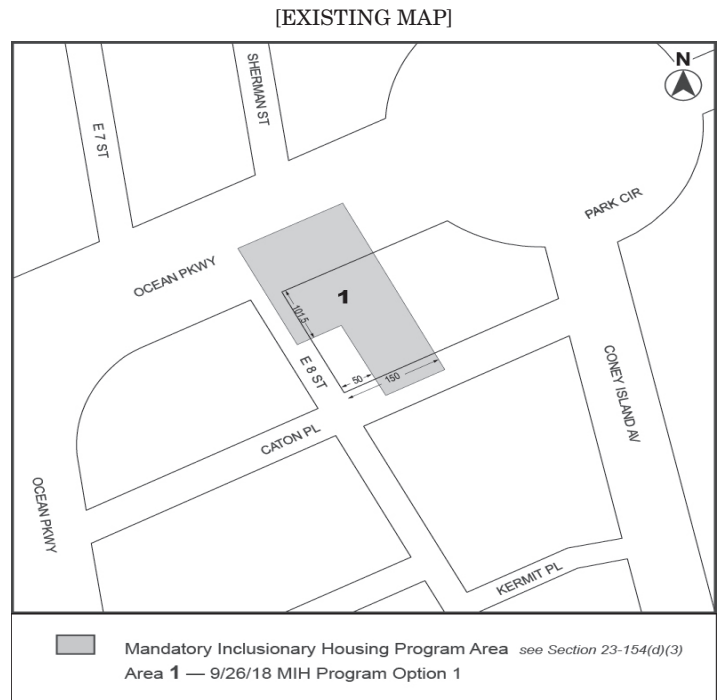 [EXISTING MAP]
N
SHERMAN ST
E 7 ST
PARK CIR
OCEAN PKWY
1
101.5
E 8 ST
50
150
CONEY ISLAND AV
CATON PL
OCEAN PKWY
KERMIT PL
Mandatory Inclusionary Housing Program Area see Section 23-154(d)(3)
Area 1 — 9/26/18 MIH Program Option 1